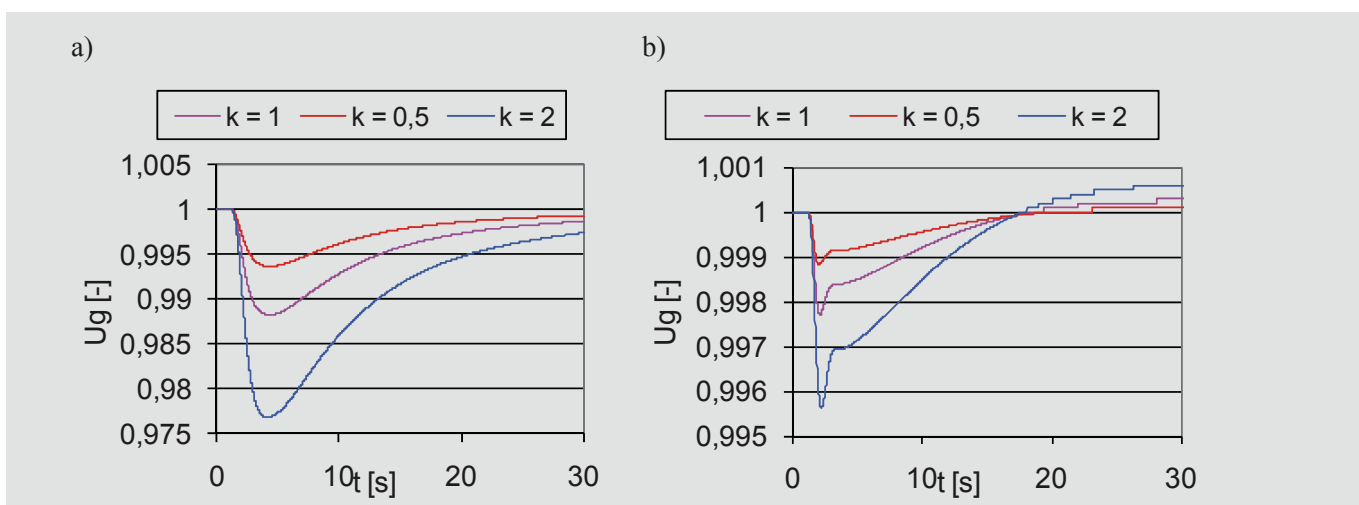 a)
k = 1 k = 0,5 k = 2
1,005
1
0,995
0,99
0,985
0,98
0,975
Ug [-]
0 10 20 30
t [s]
b)
k = 1 k = 0,5 k = 2
1,001
1
0,999
0,998
0,997
0,996
0,995
Ug [-]
0 10 20 30
t [s]